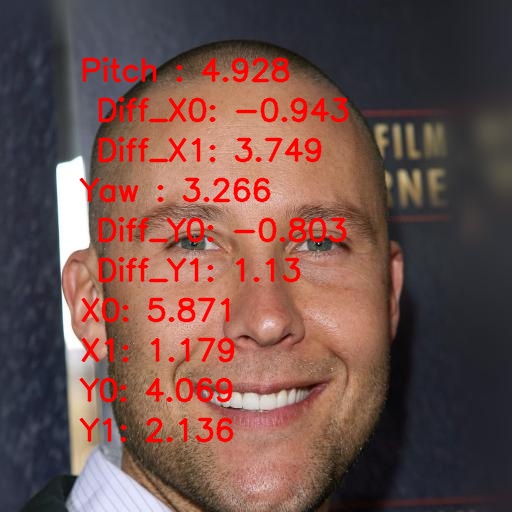 Pitch : 4.928
Diff_X0: -0.943
Diff_X1: 3.749
Yaw : 3.266
Diff_Y0: -0.803
Diff_Y1: 1.13
X0: 5.871
X1: 1.179
Y0: 4.069
Y1: 2.136
FILM
NE